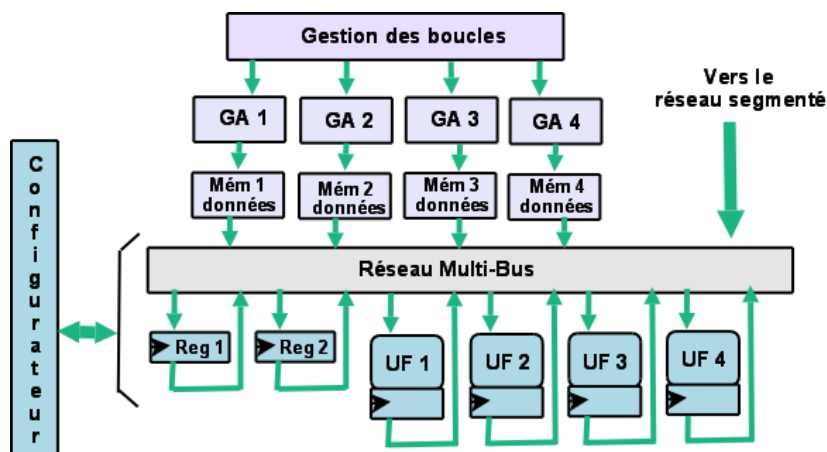 Gestion des boucles
Vers le
réseau segmenté
GA 1
GA 2
GA 3
GA 4
Mém 1
données
Mém 2
données
Mém 3
données
Mém 4
données
Réseau Multi-Bus
Configurateur
Reg 1
Reg 2
UF 1
UF 2
UF 3
UF 4